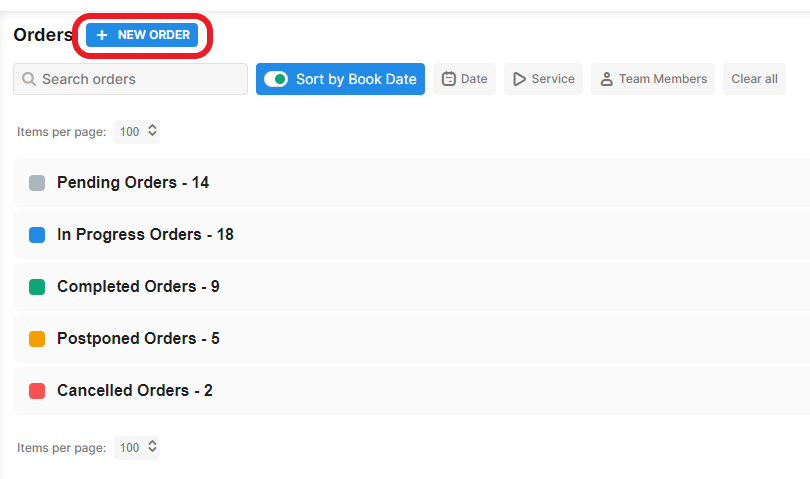 Orders + NEW ORDER
Search orders Sort by Book Date Date Service Team Members Clear all
Items per page: 100
Pending Orders - 14
In Progress Orders - 18
Completed Orders - 9
Postponed Orders - 5
Cancelled Orders - 2
Items per page: 100